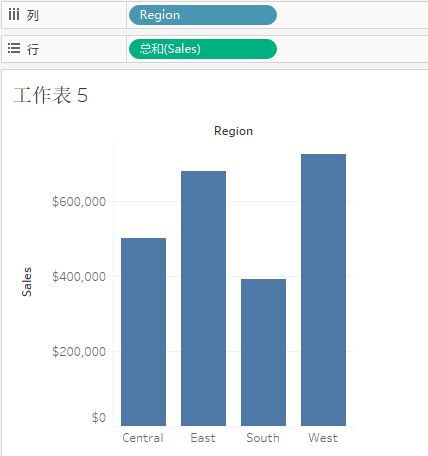 列 Region
行 总和(Sales)
工作表 5
Region
$600,000
$400,000
$200,000
$0
Sales
Central East South West